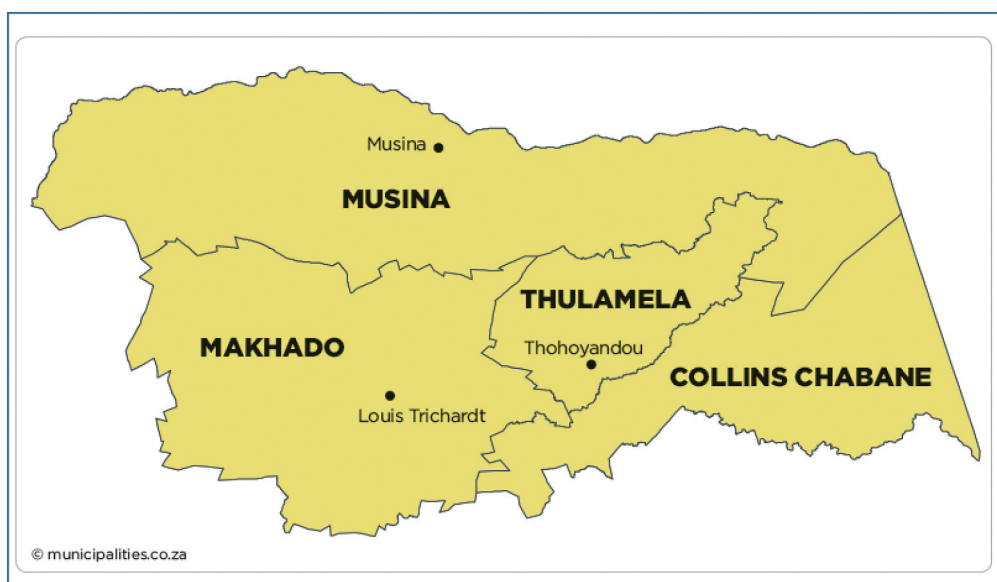 Musina
MUSINA
THULAMELA
MAKHADO
Thohoyandou
COLLINS CHABANE
Louis Trichardt
© municipalities.co.za